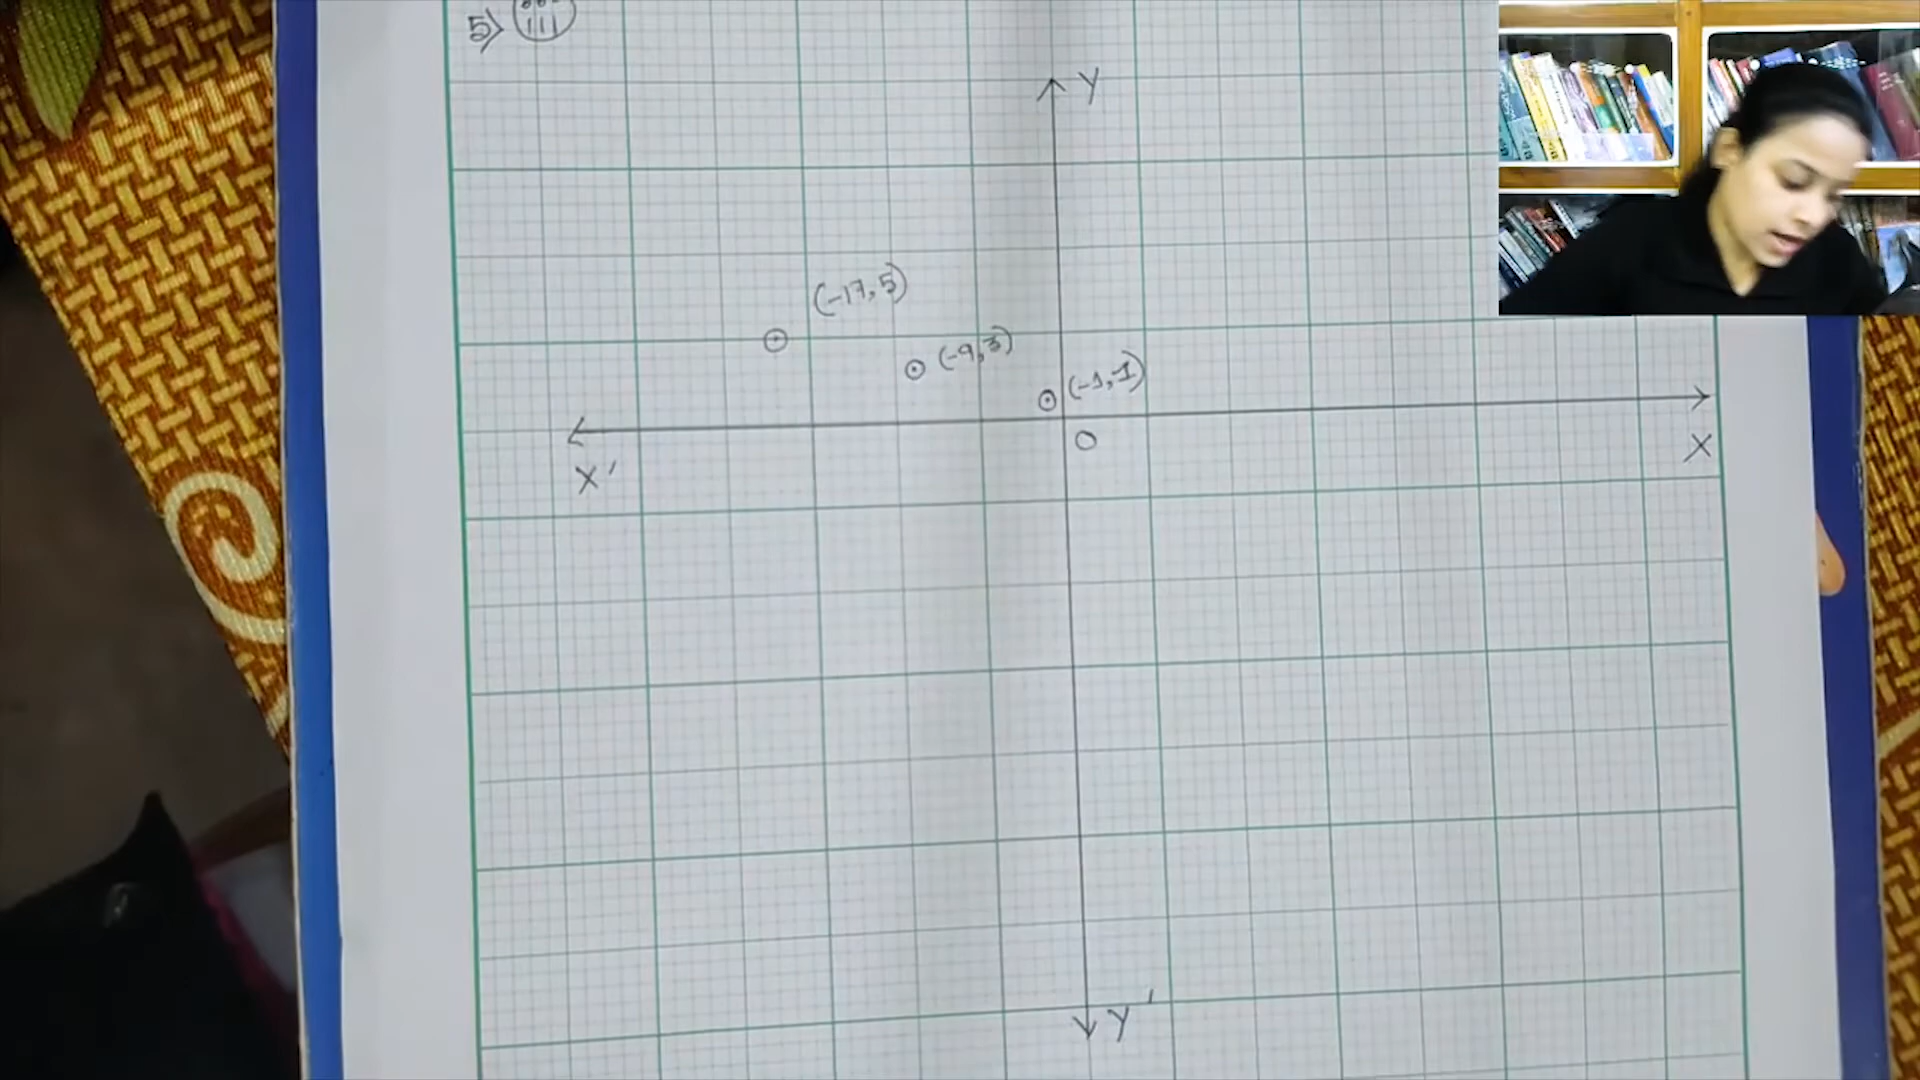 5)
Y
(-17,5)
(-9,3)
(-1,1)
O
X
X'
Y'